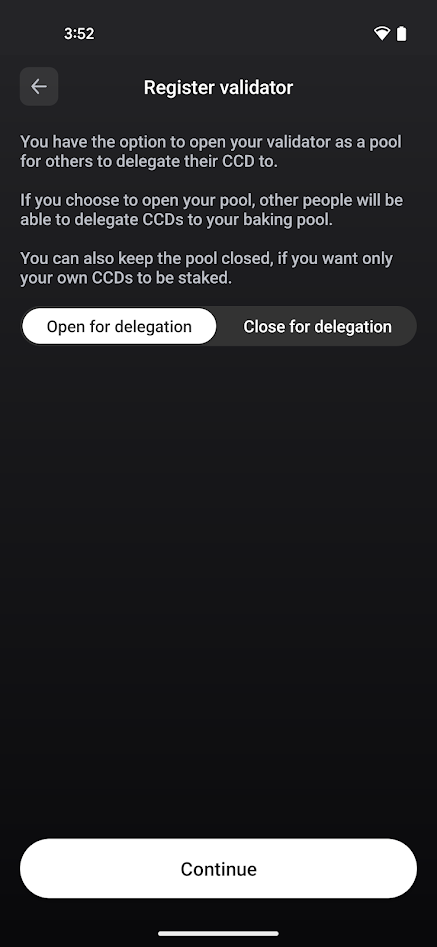 3:52
Register validator
You have the option to open your validator as a pool
for others to delegate their CCD to.
If you choose to open your pool, other people will be
able to delegate CCDs to your baking pool.
You can also keep the pool closed, if you want only
your own CCDs to be staked.
Open for delegation
Close for delegation
Continue